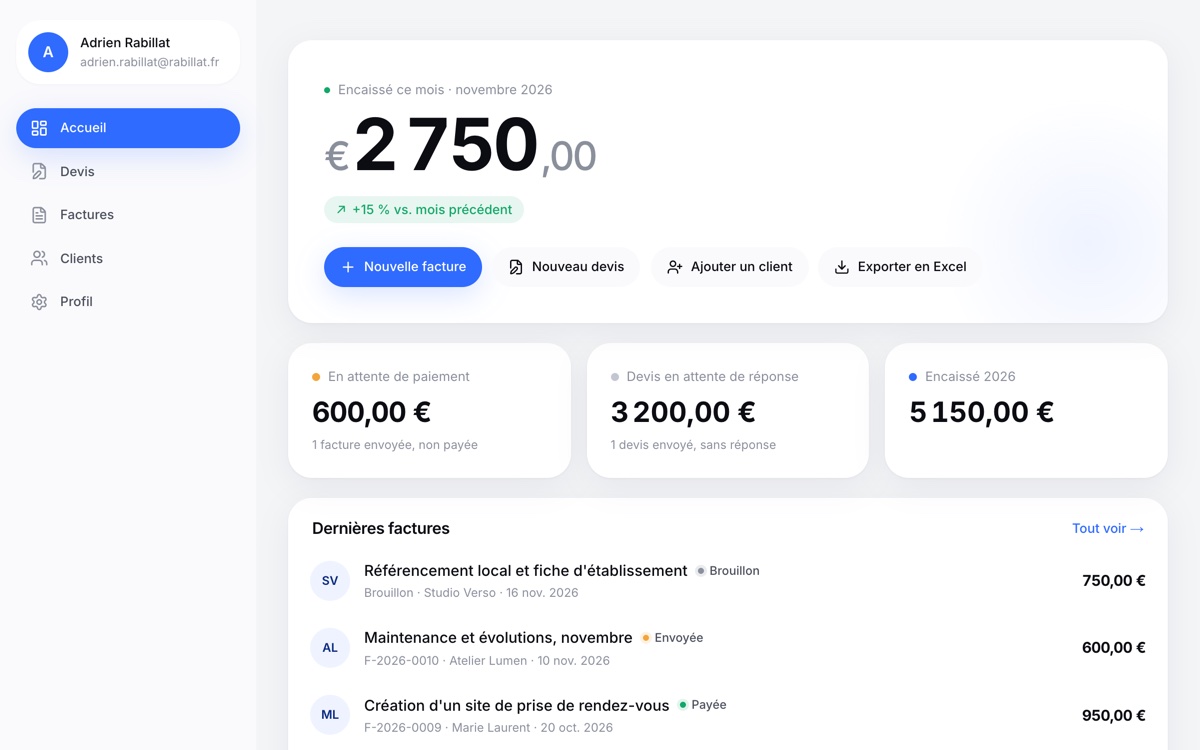 A
Adrien Rabillat
adrien.rabillat@rabillat.fr
Accueil
Devis
Factures
Clients
Profil
Encaissé ce mois · novembre 2026
€2 750,00
+15 % vs. mois précédent
Nouvelle facture
Nouveau devis
Ajouter un client
Exporter en Excel
En attente de paiement
600,00 €
1 facture envoyée, non payée
Devis en attente de réponse
3 200,00 €
1 devis envoyé, sans réponse
Encaissé 2026
5 150,00 €
Dernières factures
Tout voir →
SV
Référencement local et fiche d'établissement
Brouillon
Brouillon · Studio Verso · 16 nov. 2026
750,00 €
AL
Maintenance et évolutions, novembre
Envoyée
F-2026-0010 · Atelier Lumen · 10 nov. 2026
600,00 €
ML
Création d'un site de prise de rendez-vous
Payée
F-2026-0009 · Marie Laurent · 20 oct. 2026
950,00 €